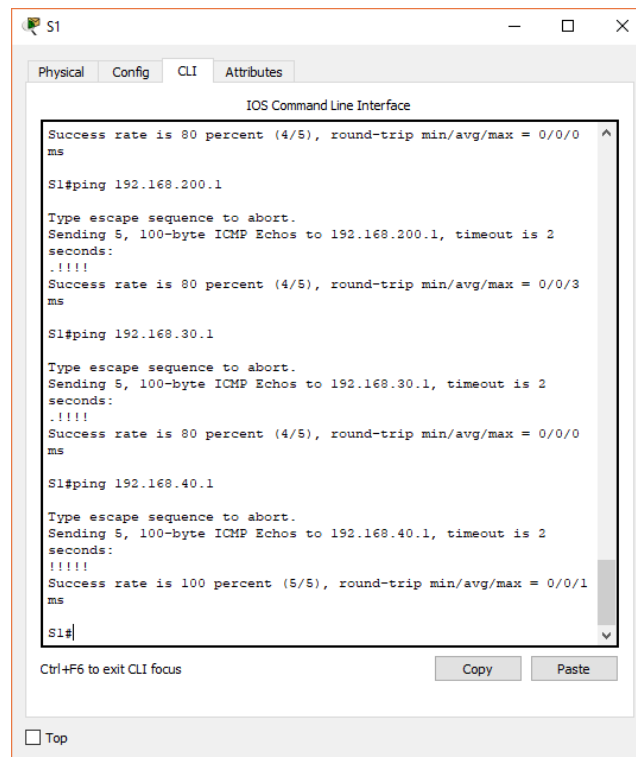 S1
Physical Config CLI Attributes
IOS Command Line Interface
Success rate is 80 percent (4/5), round-trip min/avg/max = 0/0/0
ms
S1#ping 192.168.200.1
Type escape sequence to abort.
Sending 5, 100-byte ICMP Echos to 192.168.200.1, timeout is 2
seconds:
.!!!!
Success rate is 80 percent (4/5), round-trip min/avg/max = 0/0/3
ms
S1#ping 192.168.30.1
Type escape sequence to abort.
Sending 5, 100-byte ICMP Echos to 192.168.30.1, timeout is 2
seconds:
.!!!!
Success rate is 80 percent (4/5), round-trip min/avg/max = 0/0/0
ms
S1#ping 192.168.40.1
Type escape sequence to abort.
Sending 5, 100-byte ICMP Echos to 192.168.40.1, timeout is 2
seconds:
!!!!!
Success rate is 100 percent (5/5), round-trip min/avg/max = 0/0/1
ms
S1#
Ctrl+F6 to exit CLI focus Copy Paste
Top